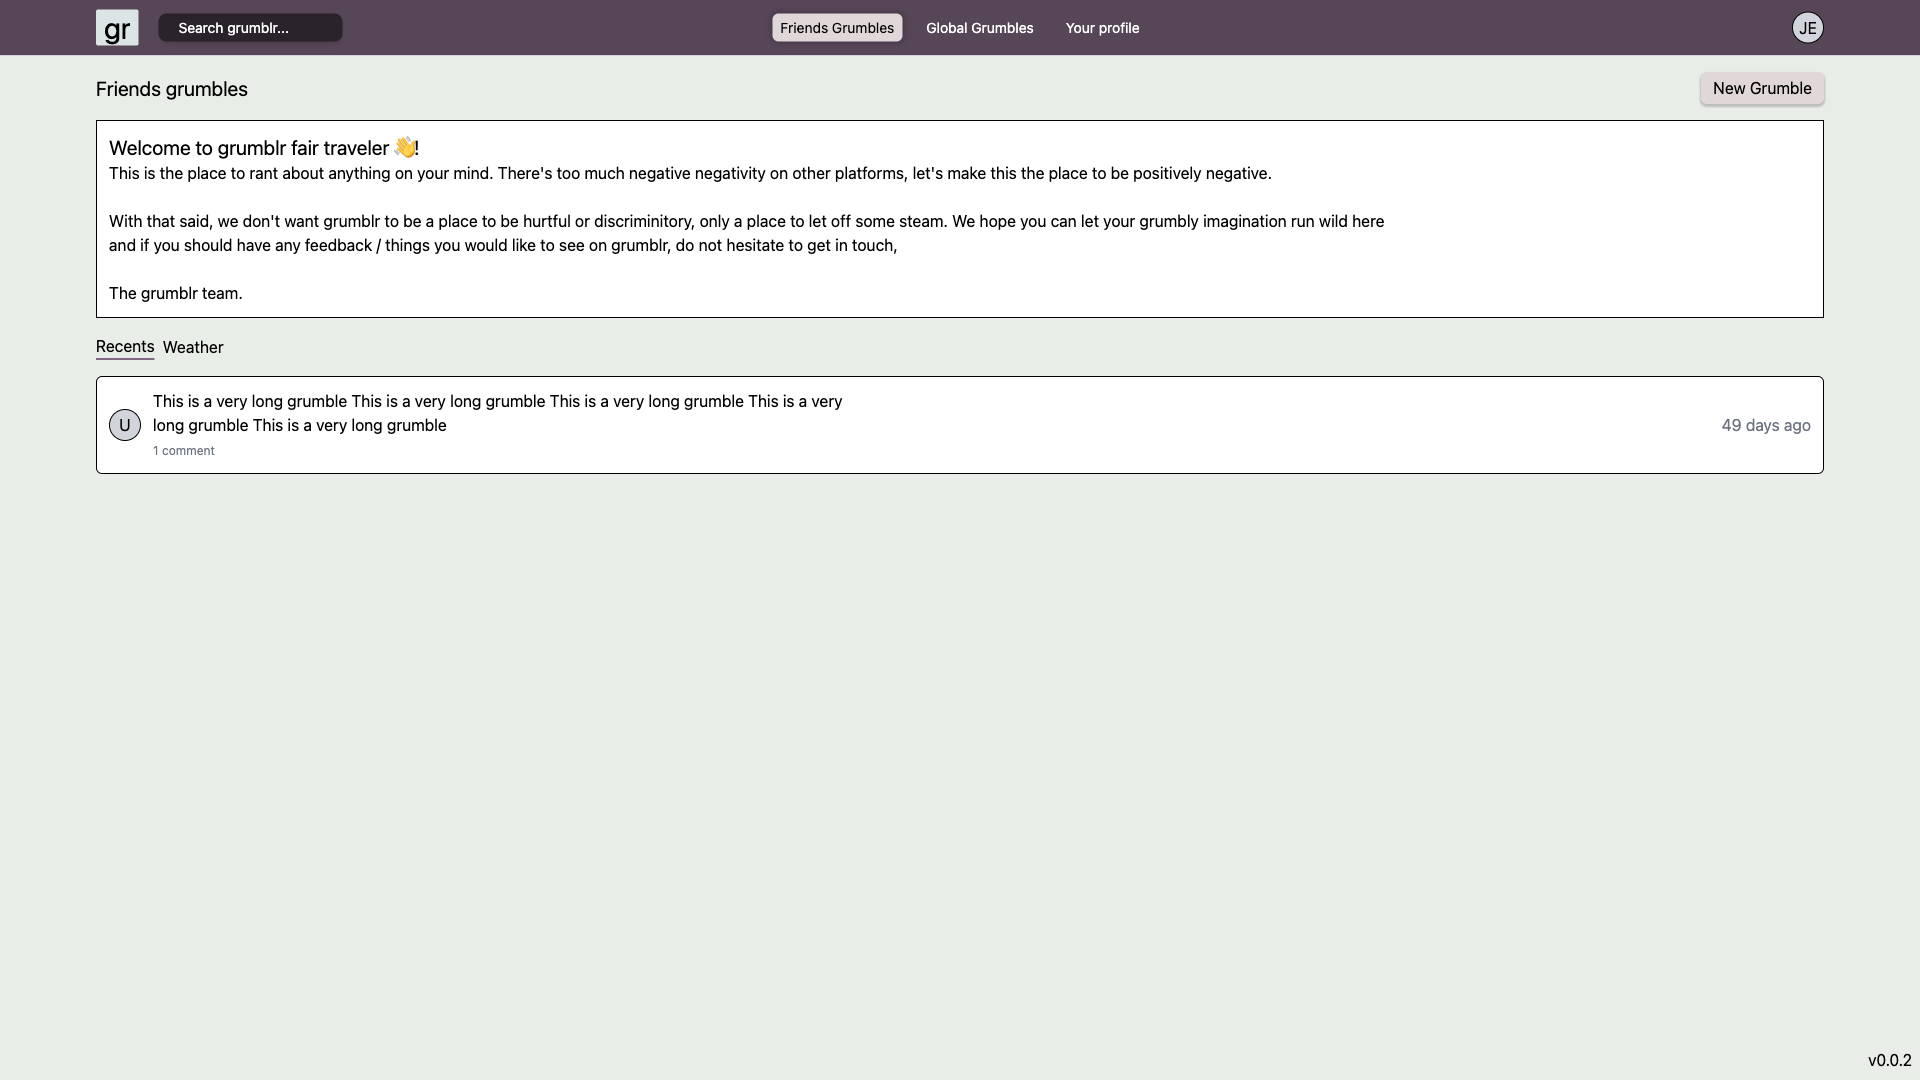 gr
Search grumblr...
Friends Grumbles
Global Grumbles
Your profile
JE
Friends grumbles
New Grumble
Welcome to grumblr fair traveler 👋!
This is the place to rant about anything on your mind. There's too much negative negativity on other platforms, let's make this the place to be positively negative.
With that said, we don't want grumblr to be a place to be hurtful or discriminitory, only a place to let off some steam. We hope you can let your grumbly imagination run wild here
and if you should have any feedback / things you would like to see on grumblr, do not hesitate to get in touch,
The grumblr team.
Recents
Weather
U
This is a very long grumble This is a very long grumble This is a very long grumble This is a very
long grumble This is a very long grumble
1 comment
49 days ago
v0.0.2